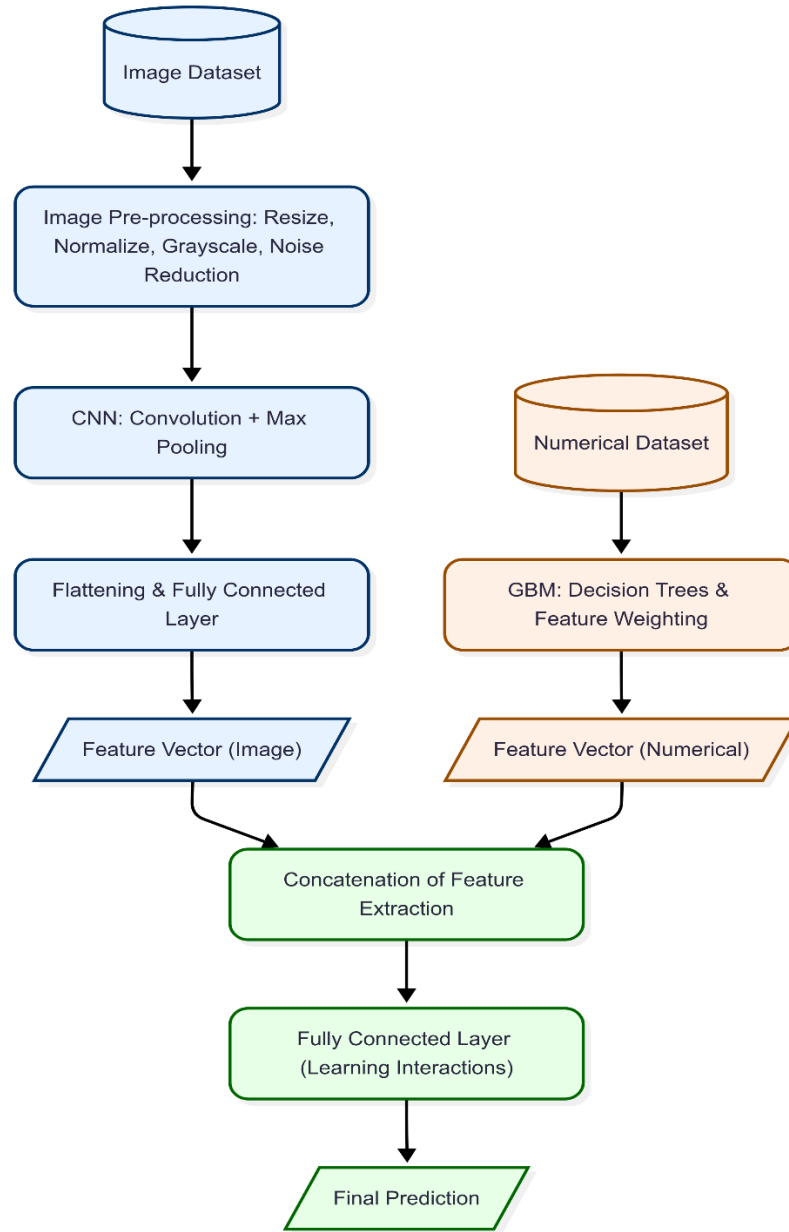 Image Dataset
Image Pre-processing: Resize,
Normalize, Grayscale, Noise
Reduction
CNN: Convolution + Max
Pooling
Numerical Dataset
Flattening & Fully Connected
Layer
GBM: Decision Trees &
Feature Weighting
Feature Vector (Image)
Feature Vector (Numerical)
Concatenation of Feature
Extraction
Fully Connected Layer
(Learning Interactions)
Final Prediction